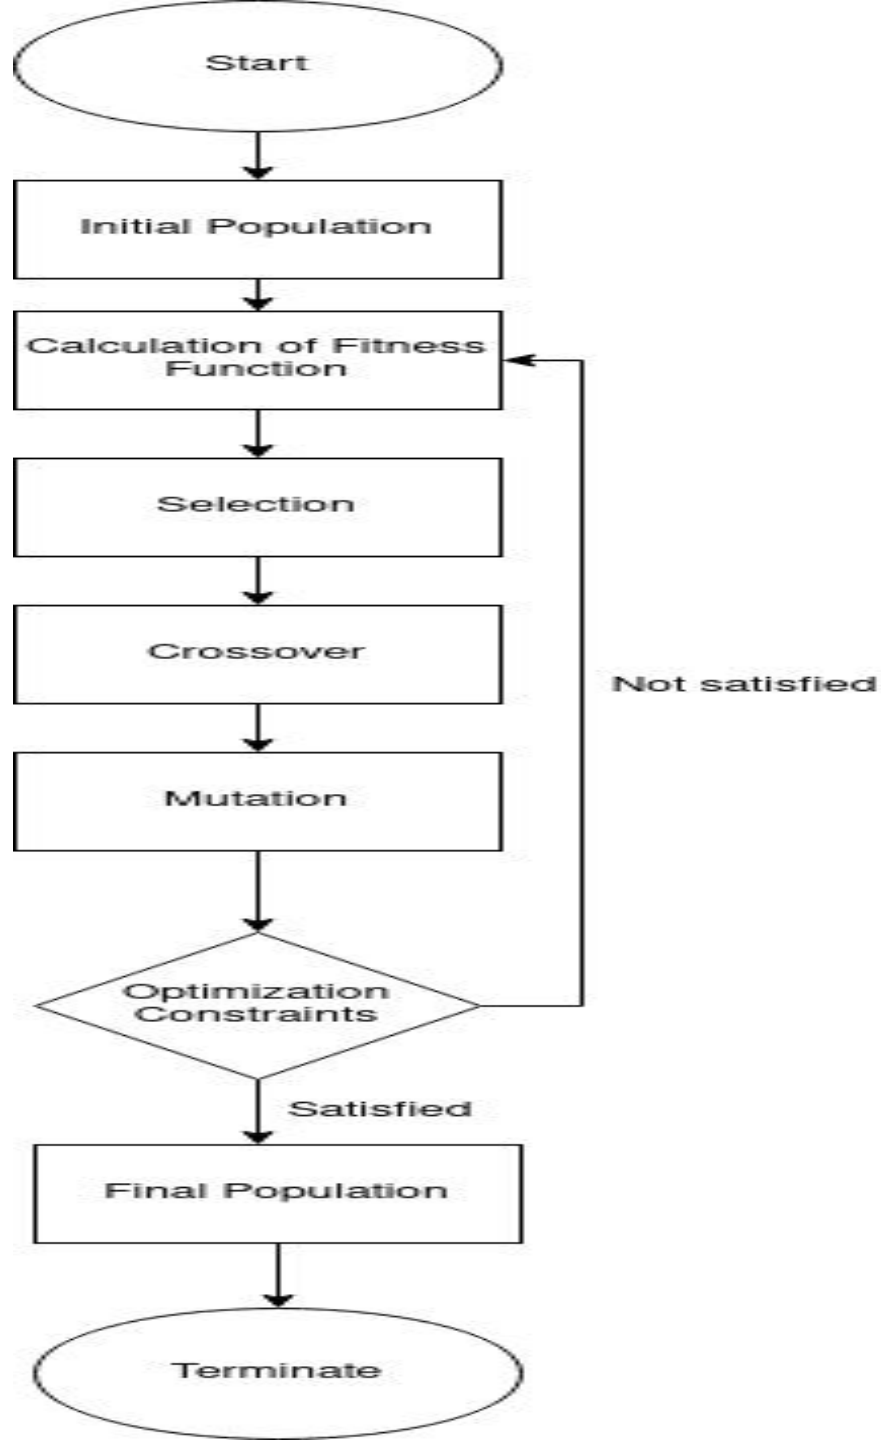 Start
Initial Population
Calculation of Fitness
Function
Selection
Crossover
Not satisfied
Mutation
Optimization
Constraints
Satisfied
Final Population
Terminate